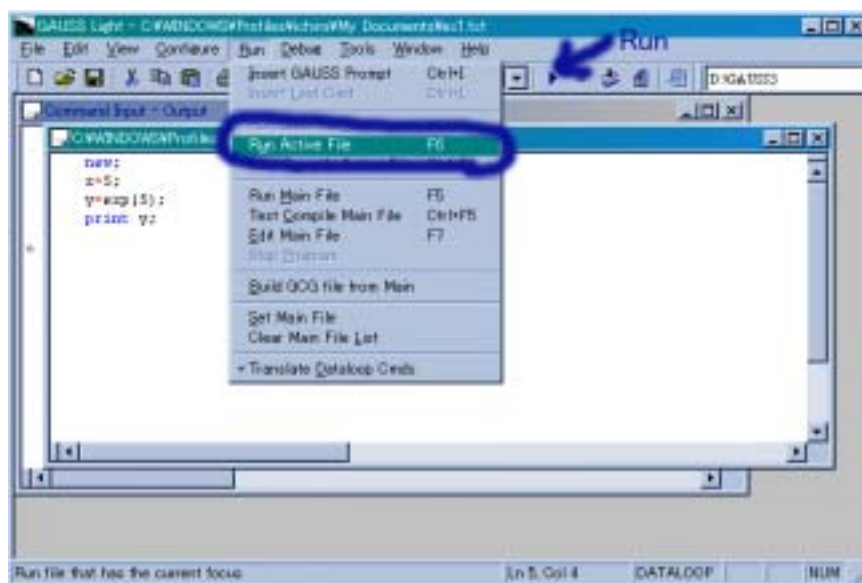 GAUSS Light - C:¥WINDOWS¥Profiles¥ichiro¥My Documents¥ex1.txt
File Edit View Configure Run Debug Tools Window Help
Run
Insert GAUSS Prompt Ctrl+I
Insert Last Cmd Ctrl+L
D:¥GAUSS3
Command Input - Output
C:¥WINDOWS¥Profiles
Run Active File F6
new;
x=5;
y=exp(5);
print y;
Run Main File F5
Test Compile Main File Ctrl+F5
Edit Main File F7
Stop Program
Build GCG file from Main
Set Main File
Clear Main File List
Translate Dataloop Cmds
Run file that has the current focus
Ln 5, Col 4
DATALOOP
NUM